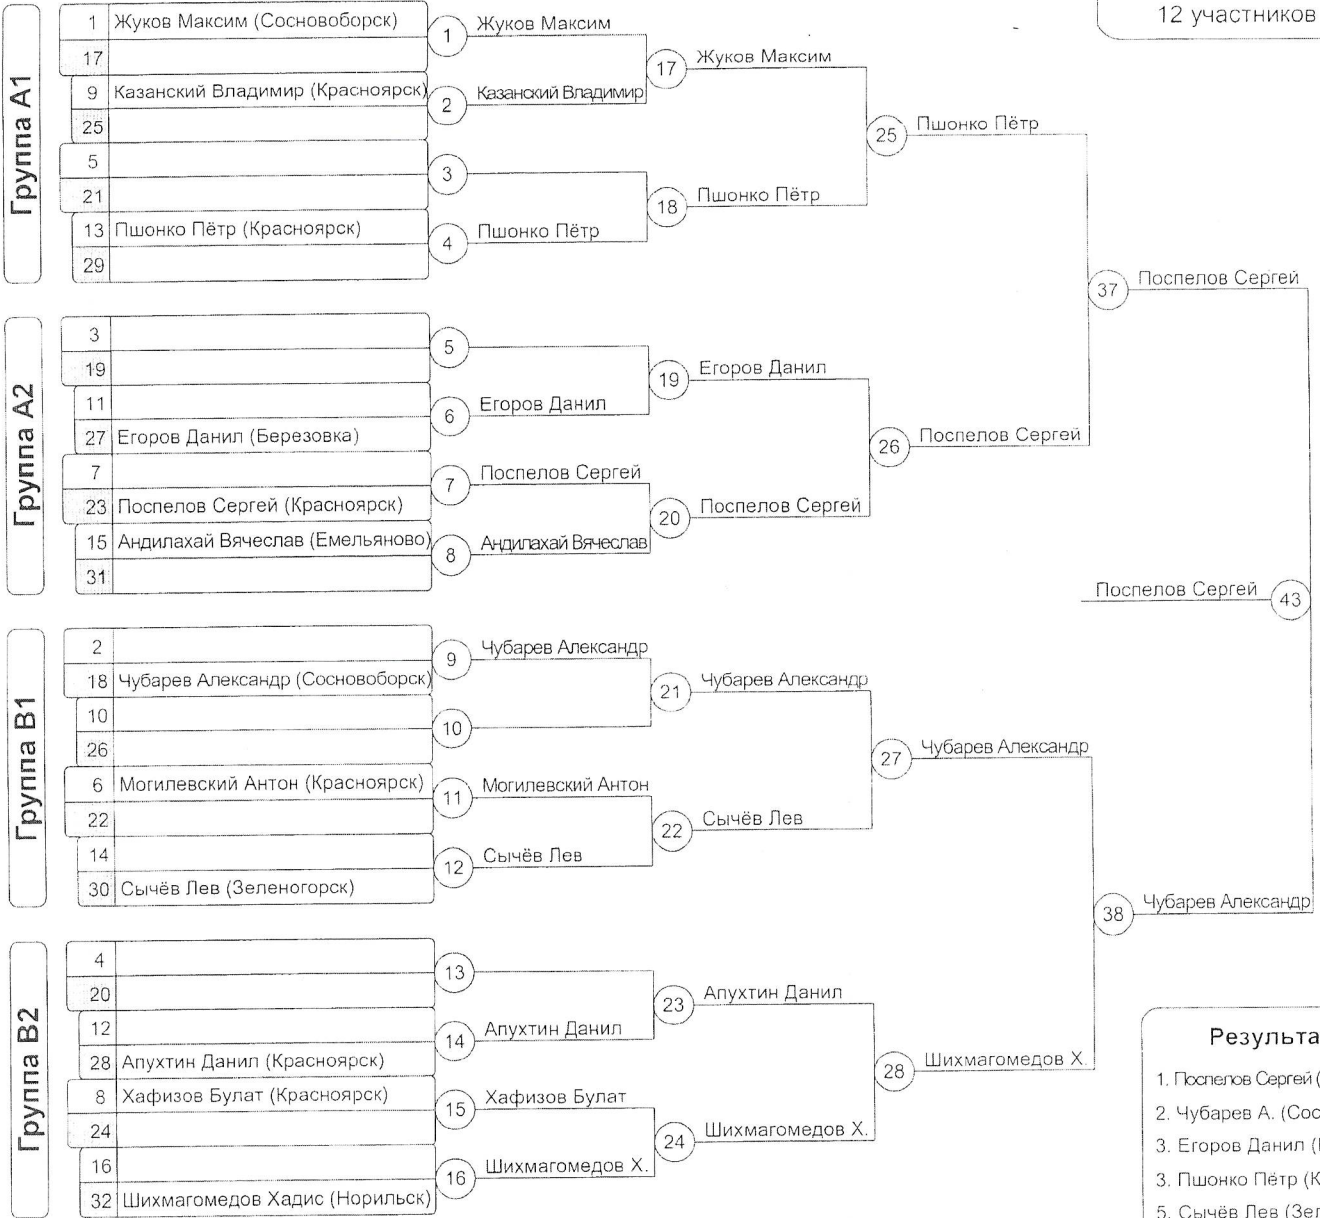 12 участников
Группа А1
1 Жуков Максим (Сосновоборск)
17
9 Казанский Владимир (Красноярск)
25
5
21
13 Пшонко Пётр (Красноярск)
29
1 Жуков Максим
2 Казанский Владимир
3
4 Пшонко Пётр
17 Жуков Максим
18 Пшонко Пётр
25 Пшонко Пётр
Группа А2
3
19
11
27 Егоров Данил (Березовка)
7
23 Поспелов Сергей (Красноярск)
15 Андилахай Вячеслав (Емельяново)
31
5
6 Егоров Данил
7 Поспелов Сергей
8 Андилахай Вячеслав
19 Егоров Данил
20 Поспелов Сергей
26 Поспелов Сергей
37 Поспелов Сергей
Поспелов Сергей 43
Группа В1
2
18 Чубарев Александр (Сосновоборск)
10
26
6 Могилевский Антон (Красноярск)
22
14
30 Сычёв Лев (Зеленогорск)
9 Чубарев Александр
10
11 Могилевский Антон
12 Сычёв Лев
21 Чубарев Александр
22 Сычёв Лев
27 Чубарев Александр
38 Чубарев Александр
Группа В2
4
20
12
28 Апухтин Данил (Красноярск)
8 Хафизов Булат (Красноярск)
24
16
32 Шихмагомедов Хадис (Норильск)
13
14 Апухтин Данил
15 Хафизов Булат
16 Шихмагомедов Х.
23 Апухтин Данил
24 Шихмагомедов Х.
28 Шихмагомедов Х.
Результа
1. Поспелов Сергей (
2. Чубарев А. (Сос
3. Егоров Данил (
3. Пшонко Пётр (К
5. Сычёв Лев (Зел